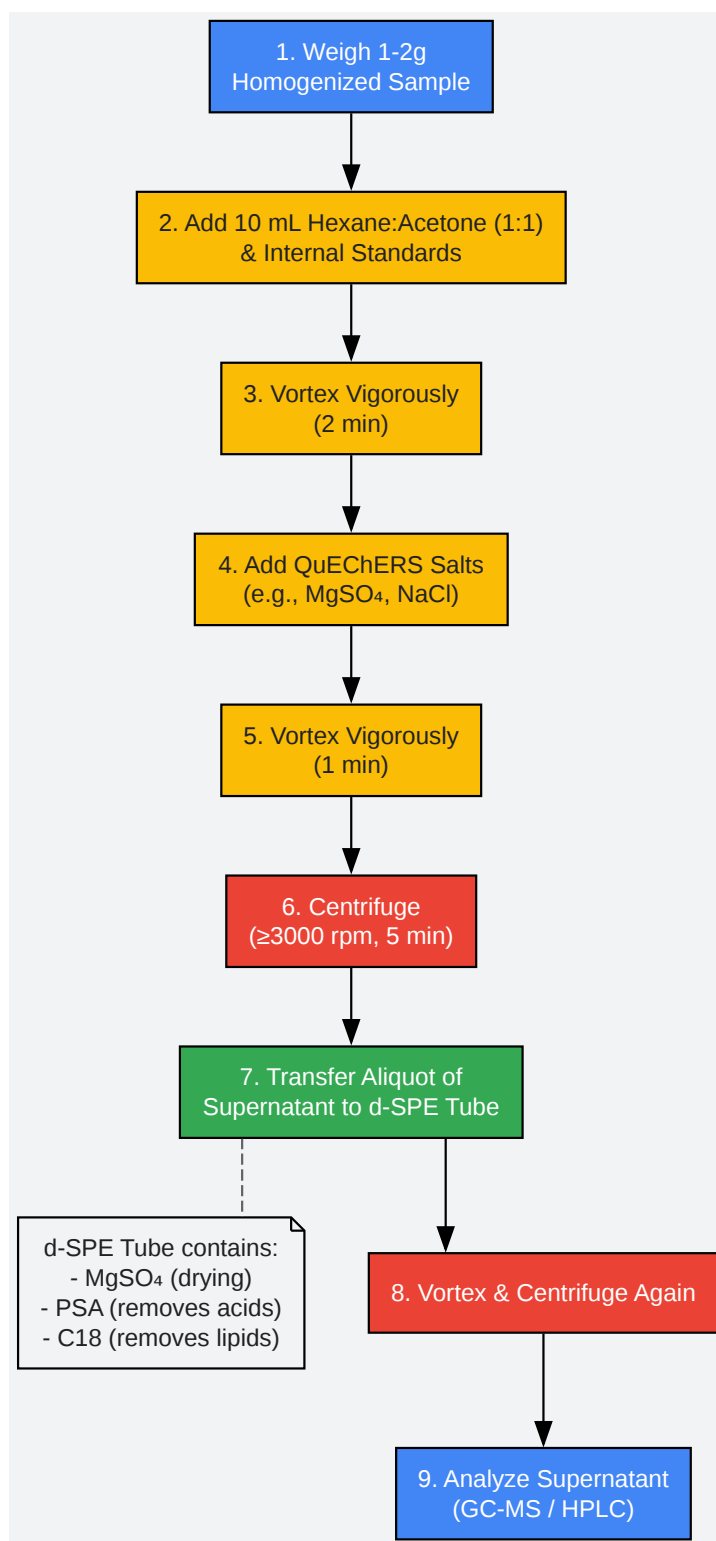 1. Weigh 1-2g
Homogenized Sample
2. Add 10 mL Hexane:Acetone (1:1)
& Internal Standards
3. Vortex Vigorously
(2 min)
4. Add QuEChERS Salts
(e.g., MgSO₄, NaCl)
5. Vortex Vigorously
(1 min)
6. Centrifuge
(≥3000 rpm, 5 min)
7. Transfer Aliquot of
Supernatant to d-SPE Tube
d-SPE Tube contains:
- MgSO₄ (drying)
- PSA (removes acids)
- C18 (removes lipids)
8. Vortex & Centrifuge Again
9. Analyze Supernatant
(GC-MS / HPLC)